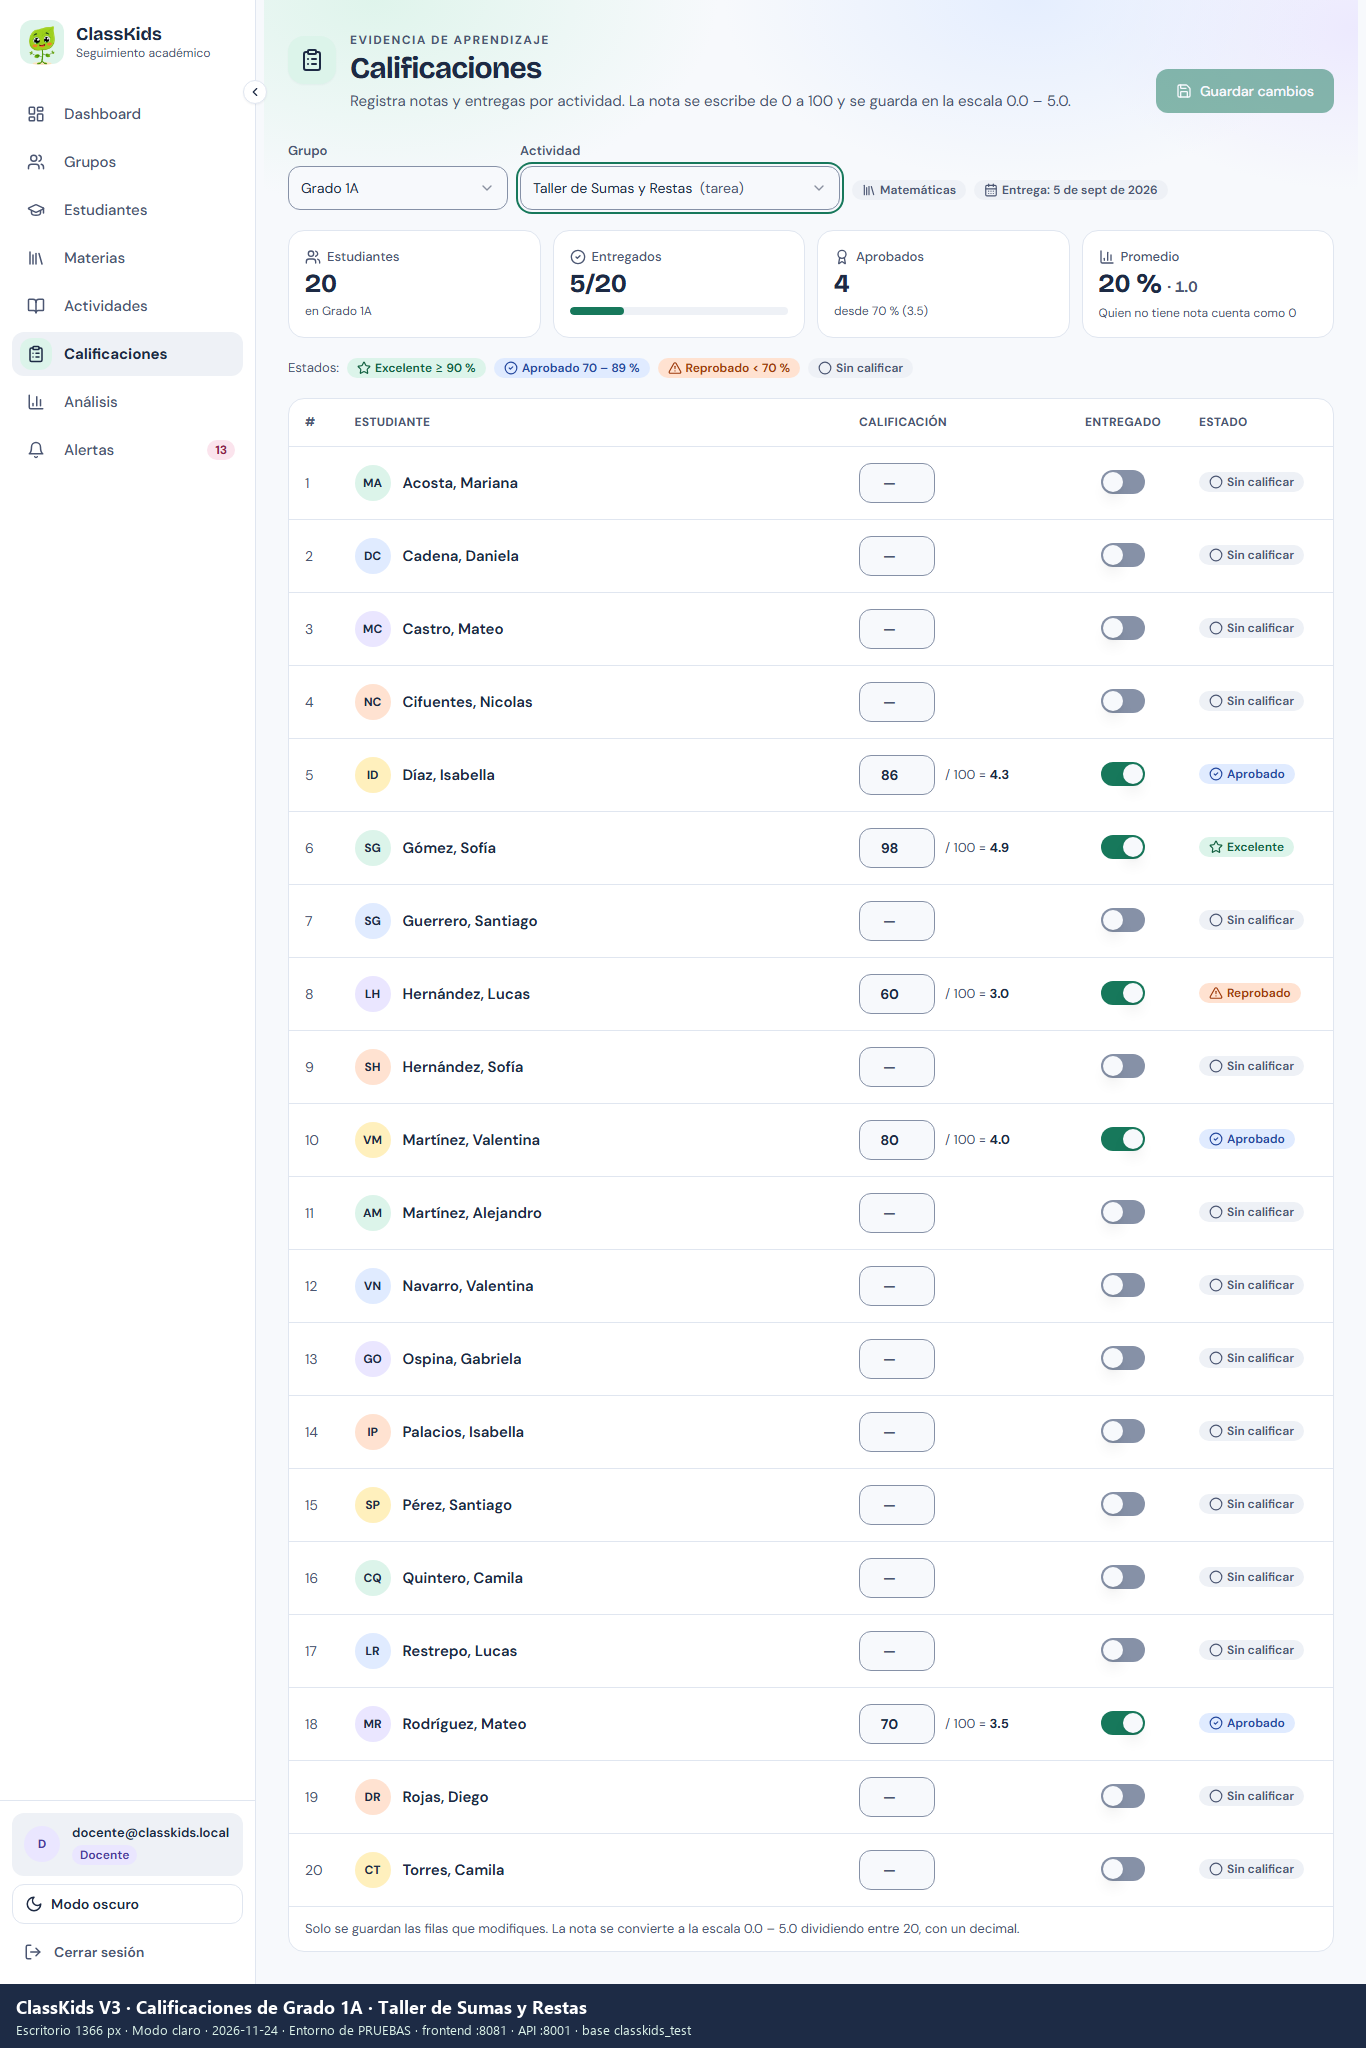 ClassKids
Seguimiento académico
Dashboard
Grupos
Estudiantes
Materias
Actividades
Calificaciones
Análisis
Alertas 13
D docente@classkids.local
Docente
Modo oscuro
Cerrar sesión
EVIDENCIA DE APRENDIZAJE
Calificaciones
Registra notas y entregas por actividad. La nota se escribe de 0 a 100 y se guarda en la escala 0.0 – 5.0.
Guardar cambios
Grupo Actividad
Grado 1A Taller de Sumas y Restas (tarea) Matemáticas Entrega: 5 de sept de 2026
Estudiantes
20
en Grado 1A
Entregados
5/20
Aprobados
4
desde 70 % (3.5)
Promedio
20 % · 1.0
Quien no tiene nota cuenta como 0
Estados: Excelente ≥ 90 % Aprobado 70 – 89 % Reprobado < 70 % Sin calificar
# ESTUDIANTE CALIFICACIÓN ENTREGADO ESTADO
1 MA Acosta, Mariana — Sin calificar
2 DC Cadena, Daniela — Sin calificar
3 MC Castro, Mateo — Sin calificar
4 NC Cifuentes, Nicolas — Sin calificar
5 ID Díaz, Isabella 86 / 100 = 4.3 Aprobado
6 SG Gómez, Sofía 98 / 100 = 4.9 Excelente
7 SG Guerrero, Santiago — Sin calificar
8 LH Hernández, Lucas 60 / 100 = 3.0 Reprobado
9 SH Hernández, Sofía — Sin calificar
10 VM Martínez, Valentina 80 / 100 = 4.0 Aprobado
11 AM Martínez, Alejandro — Sin calificar
12 VN Navarro, Valentina — Sin calificar
13 GO Ospina, Gabriela — Sin calificar
14 IP Palacios, Isabella — Sin calificar
15 SP Pérez, Santiago — Sin calificar
16 CQ Quintero, Camila — Sin calificar
17 LR Restrepo, Lucas — Sin calificar
18 MR Rodríguez, Mateo 70 / 100 = 3.5 Aprobado
19 DR Rojas, Diego — Sin calificar
20 CT Torres, Camila — Sin calificar
Solo se guardan las filas que modifiques. La nota se convierte a la escala 0.0 – 5.0 dividiendo entre 20, con un decimal.
ClassKids V3 · Calificaciones de Grado 1A · Taller de Sumas y Restas
Escritorio 1366 px · Modo claro · 2026-11-24 · Entorno de PRUEBAS · frontend :8081 · API :8001 · base classkids_test